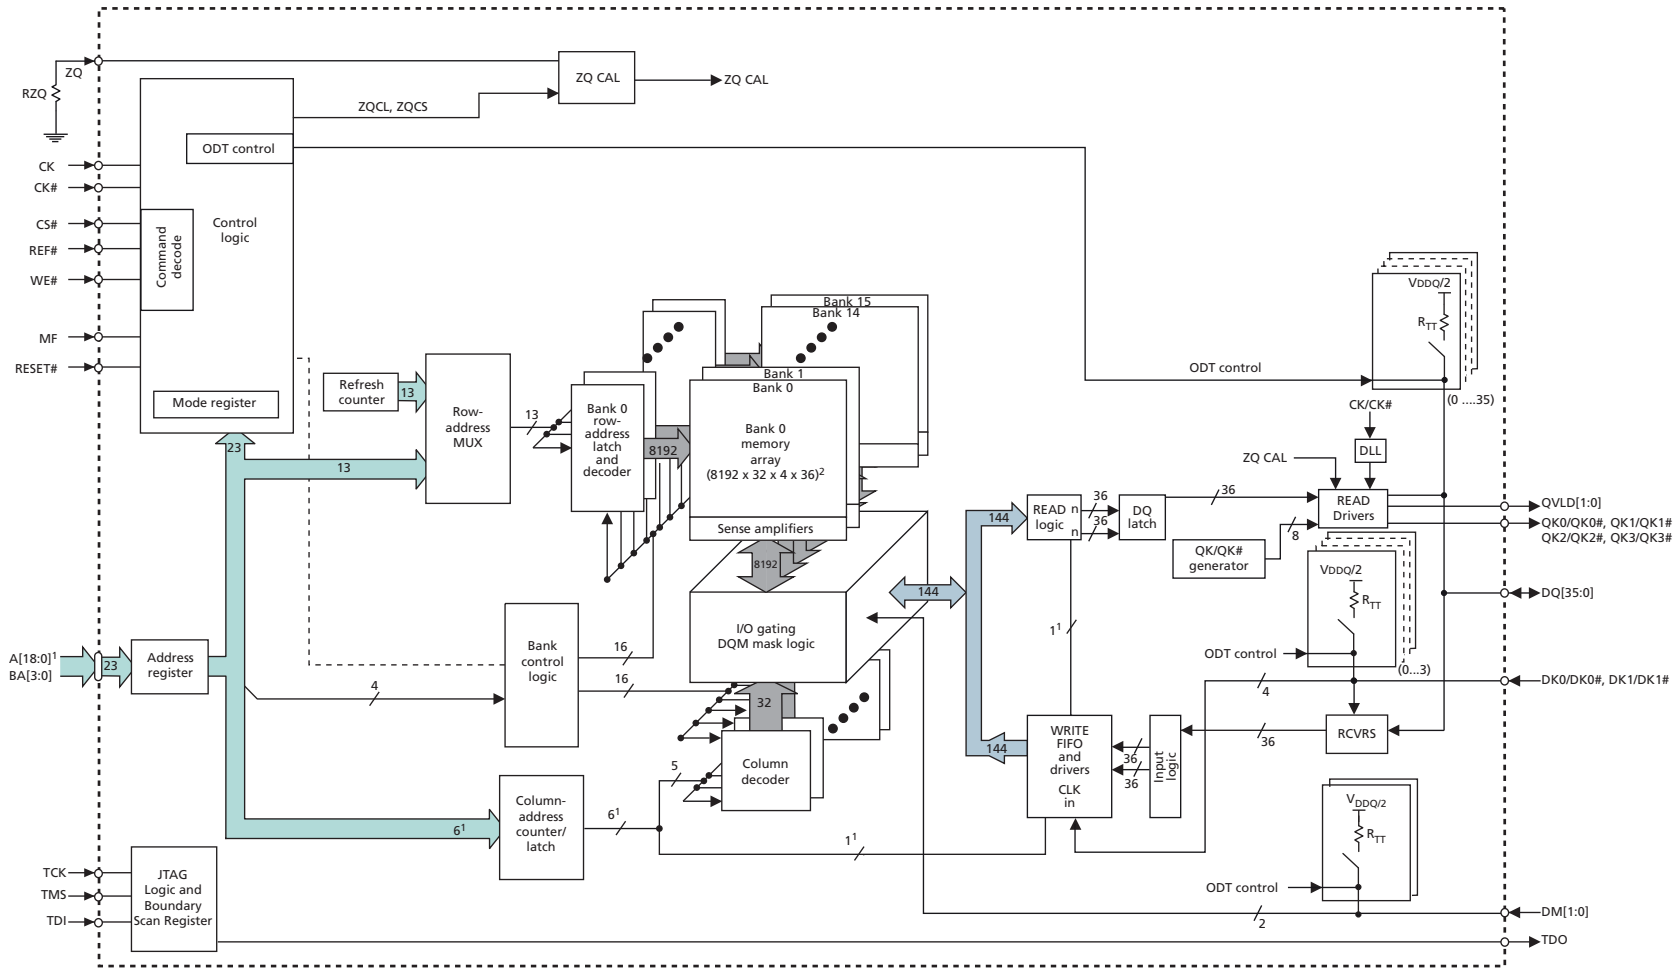 ZQ
RZQ
ZQ CAL
ZQ CAL
ZQCL, ZQCS
ODT control
CK
CK#
CS#
REF#
WE#
MF
RESET#
Command
decode
Control
logic
Mode register
Refresh
counter
13
Row-
address
MUX
13
Bank 0
row-
address
latch
and
decoder
8192
Bank 15
Bank 14
Bank 1
Bank 0
Bank 0
memory
array
(8192 x 32 x 4 x 36)²
Sense amplifiers
8192
ODT control
VDDQ/2
RTT
(0 ....35)
CK/CK#
DLL
ZQ CAL
23
13
144
READ
logic
n
n
36
36
DQ
latch
36
READ
Drivers
QVLD[1:0]
QK0/QK0#, QK1/QK1#
QK2/QK2#, QK3/QK3#
8
QK/QK#
generator
VDDQ/2
RTT
DQ[35:0]
144
I/O gating
DQM mask logic
1¹
ODT control
(0...3)
A[18:0]¹
BA[3:0]
23
Address
register
4
Bank
control
logic
16
16
32
4
DK0/DK0#, DK1/DK1#
144
WRITE
FIFO
and
drivers
CLK
in
36
36
Input
logic
36
RCVRS
5
Column
decoder
6¹
Column-
address
counter/
latch
6¹
1¹
VDDQ/2
RTT
ODT control
TCK
TMS
TDI
JTAG
Logic and
Boundary
Scan Register
2
DM[1:0]
TDO